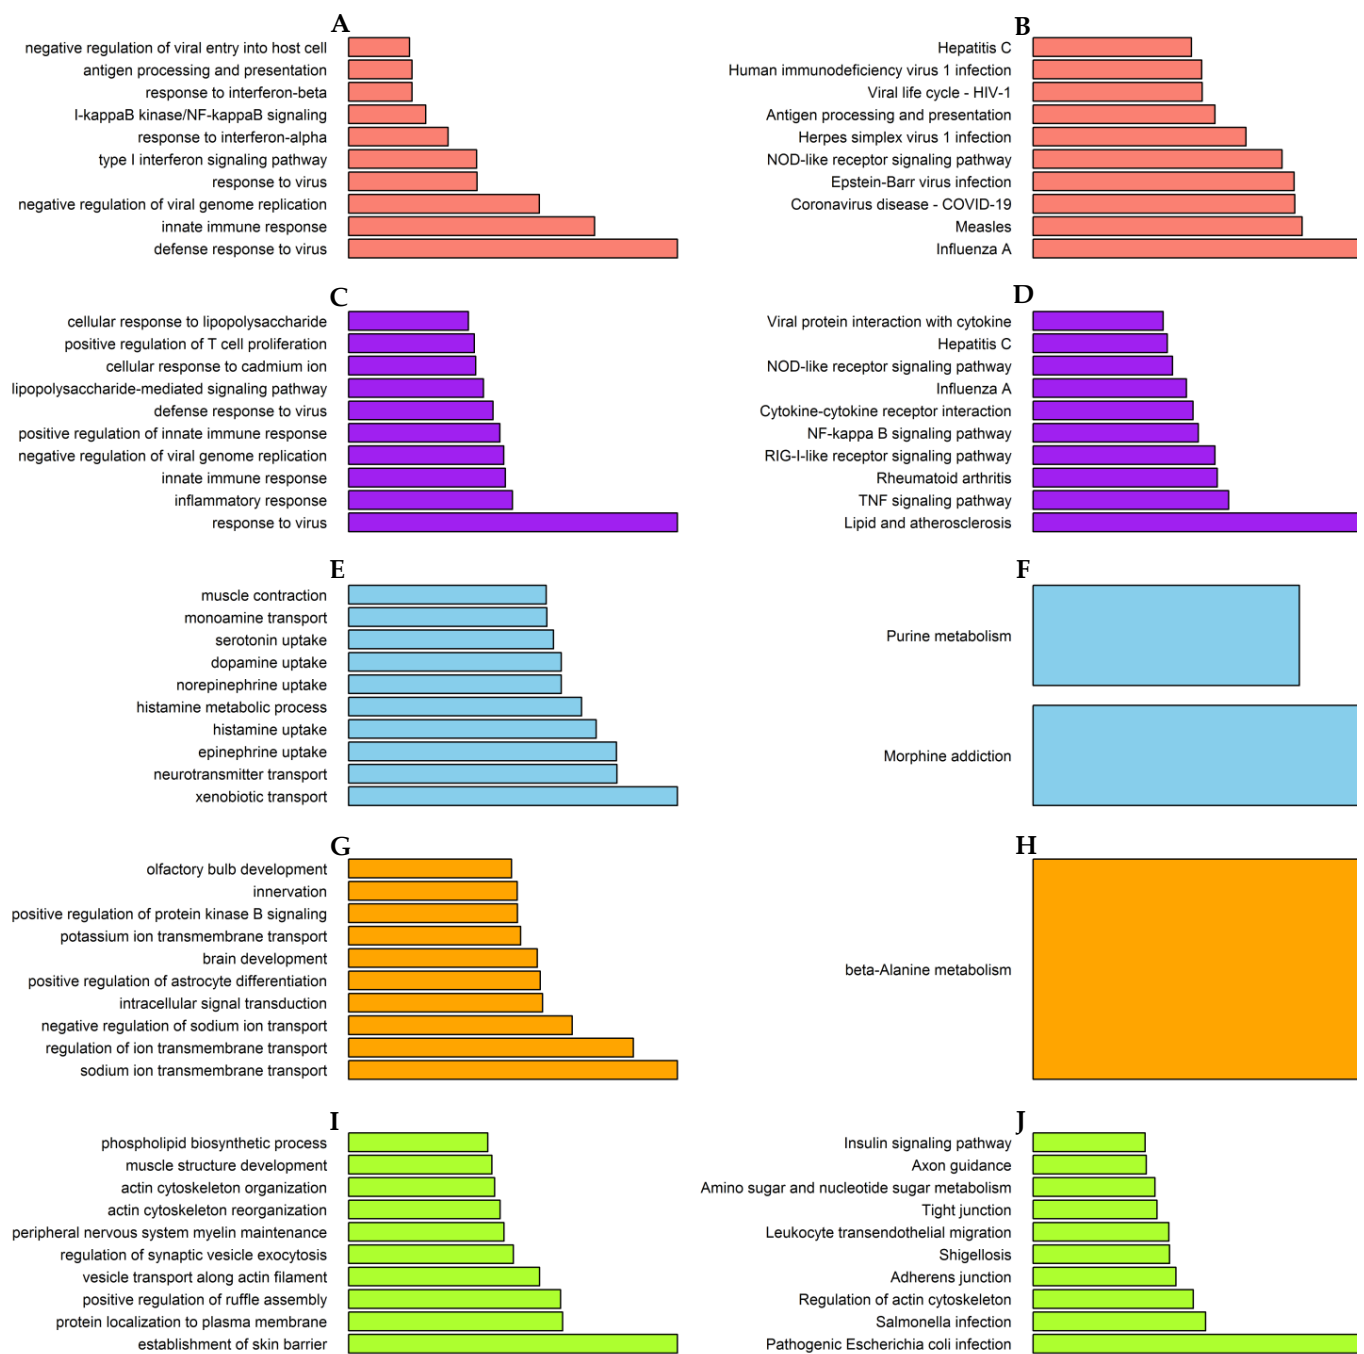 A
negative regulation of viral entry into host cell
antigen processing and presentation
response to interferon-beta
I-kappaB kinase/NF-kappaB signaling
response to interferon-alpha
type I interferon signaling pathway
response to virus
negative regulation of viral genome replication
innate immune response
defense response to virus
B
Hepatitis C
Human immunodeficiency virus 1 infection
Viral life cycle - HIV-1
Antigen processing and presentation
Herpes simplex virus 1 infection
NOD-like receptor signaling pathway
Epstein-Barr virus infection
Coronavirus disease - COVID-19
Measles
Influenza A
C
cellular response to lipopolysaccharide
positive regulation of T cell proliferation
cellular response to cadmium ion
lipopolysaccharide-mediated signaling pathway
defense response to virus
positive regulation of innate immune response
negative regulation of viral genome replication
innate immune response
inflammatory response
response to virus
D
Viral protein interaction with cytokine
Hepatitis C
NOD-like receptor signaling pathway
Influenza A
Cytokine-cytokine receptor interaction
NF-kappa B signaling pathway
RIG-I-like receptor signaling pathway
Rheumatoid arthritis
TNF signaling pathway
Lipid and atherosclerosis
E
muscle contraction
monoamine transport
serotonin uptake
dopamine uptake
norepinephrine uptake
histamine metabolic process
histamine uptake
epinephrine uptake
neurotransmitter transport
xenobiotic transport
F
Purine metabolism
Morphine addiction
G
olfactory bulb development
innervation
positive regulation of protein kinase B signaling
potassium ion transmembrane transport
brain development
positive regulation of astrocyte differentiation
intracellular signal transduction
negative regulation of sodium ion transport
regulation of ion transmembrane transport
sodium ion transmembrane transport
H
beta-Alanine metabolism
I
phospholipid biosynthetic process
muscle structure development
actin cytoskeleton organization
actin cytoskeleton reorganization
peripheral nervous system myelin maintenance
regulation of synaptic vesicle exocytosis
vesicle transport along actin filament
positive regulation of ruffle assembly
protein localization to plasma membrane
establishment of skin barrier
J
Insulin signaling pathway
Axon guidance
Amino sugar and nucleotide sugar metabolism
Tight junction
Leukocyte transendothelial migration
Shigellosis
Adherens junction
Regulation of actin cytoskeleton
Salmonella infection
Pathogenic Escherichia coli infection